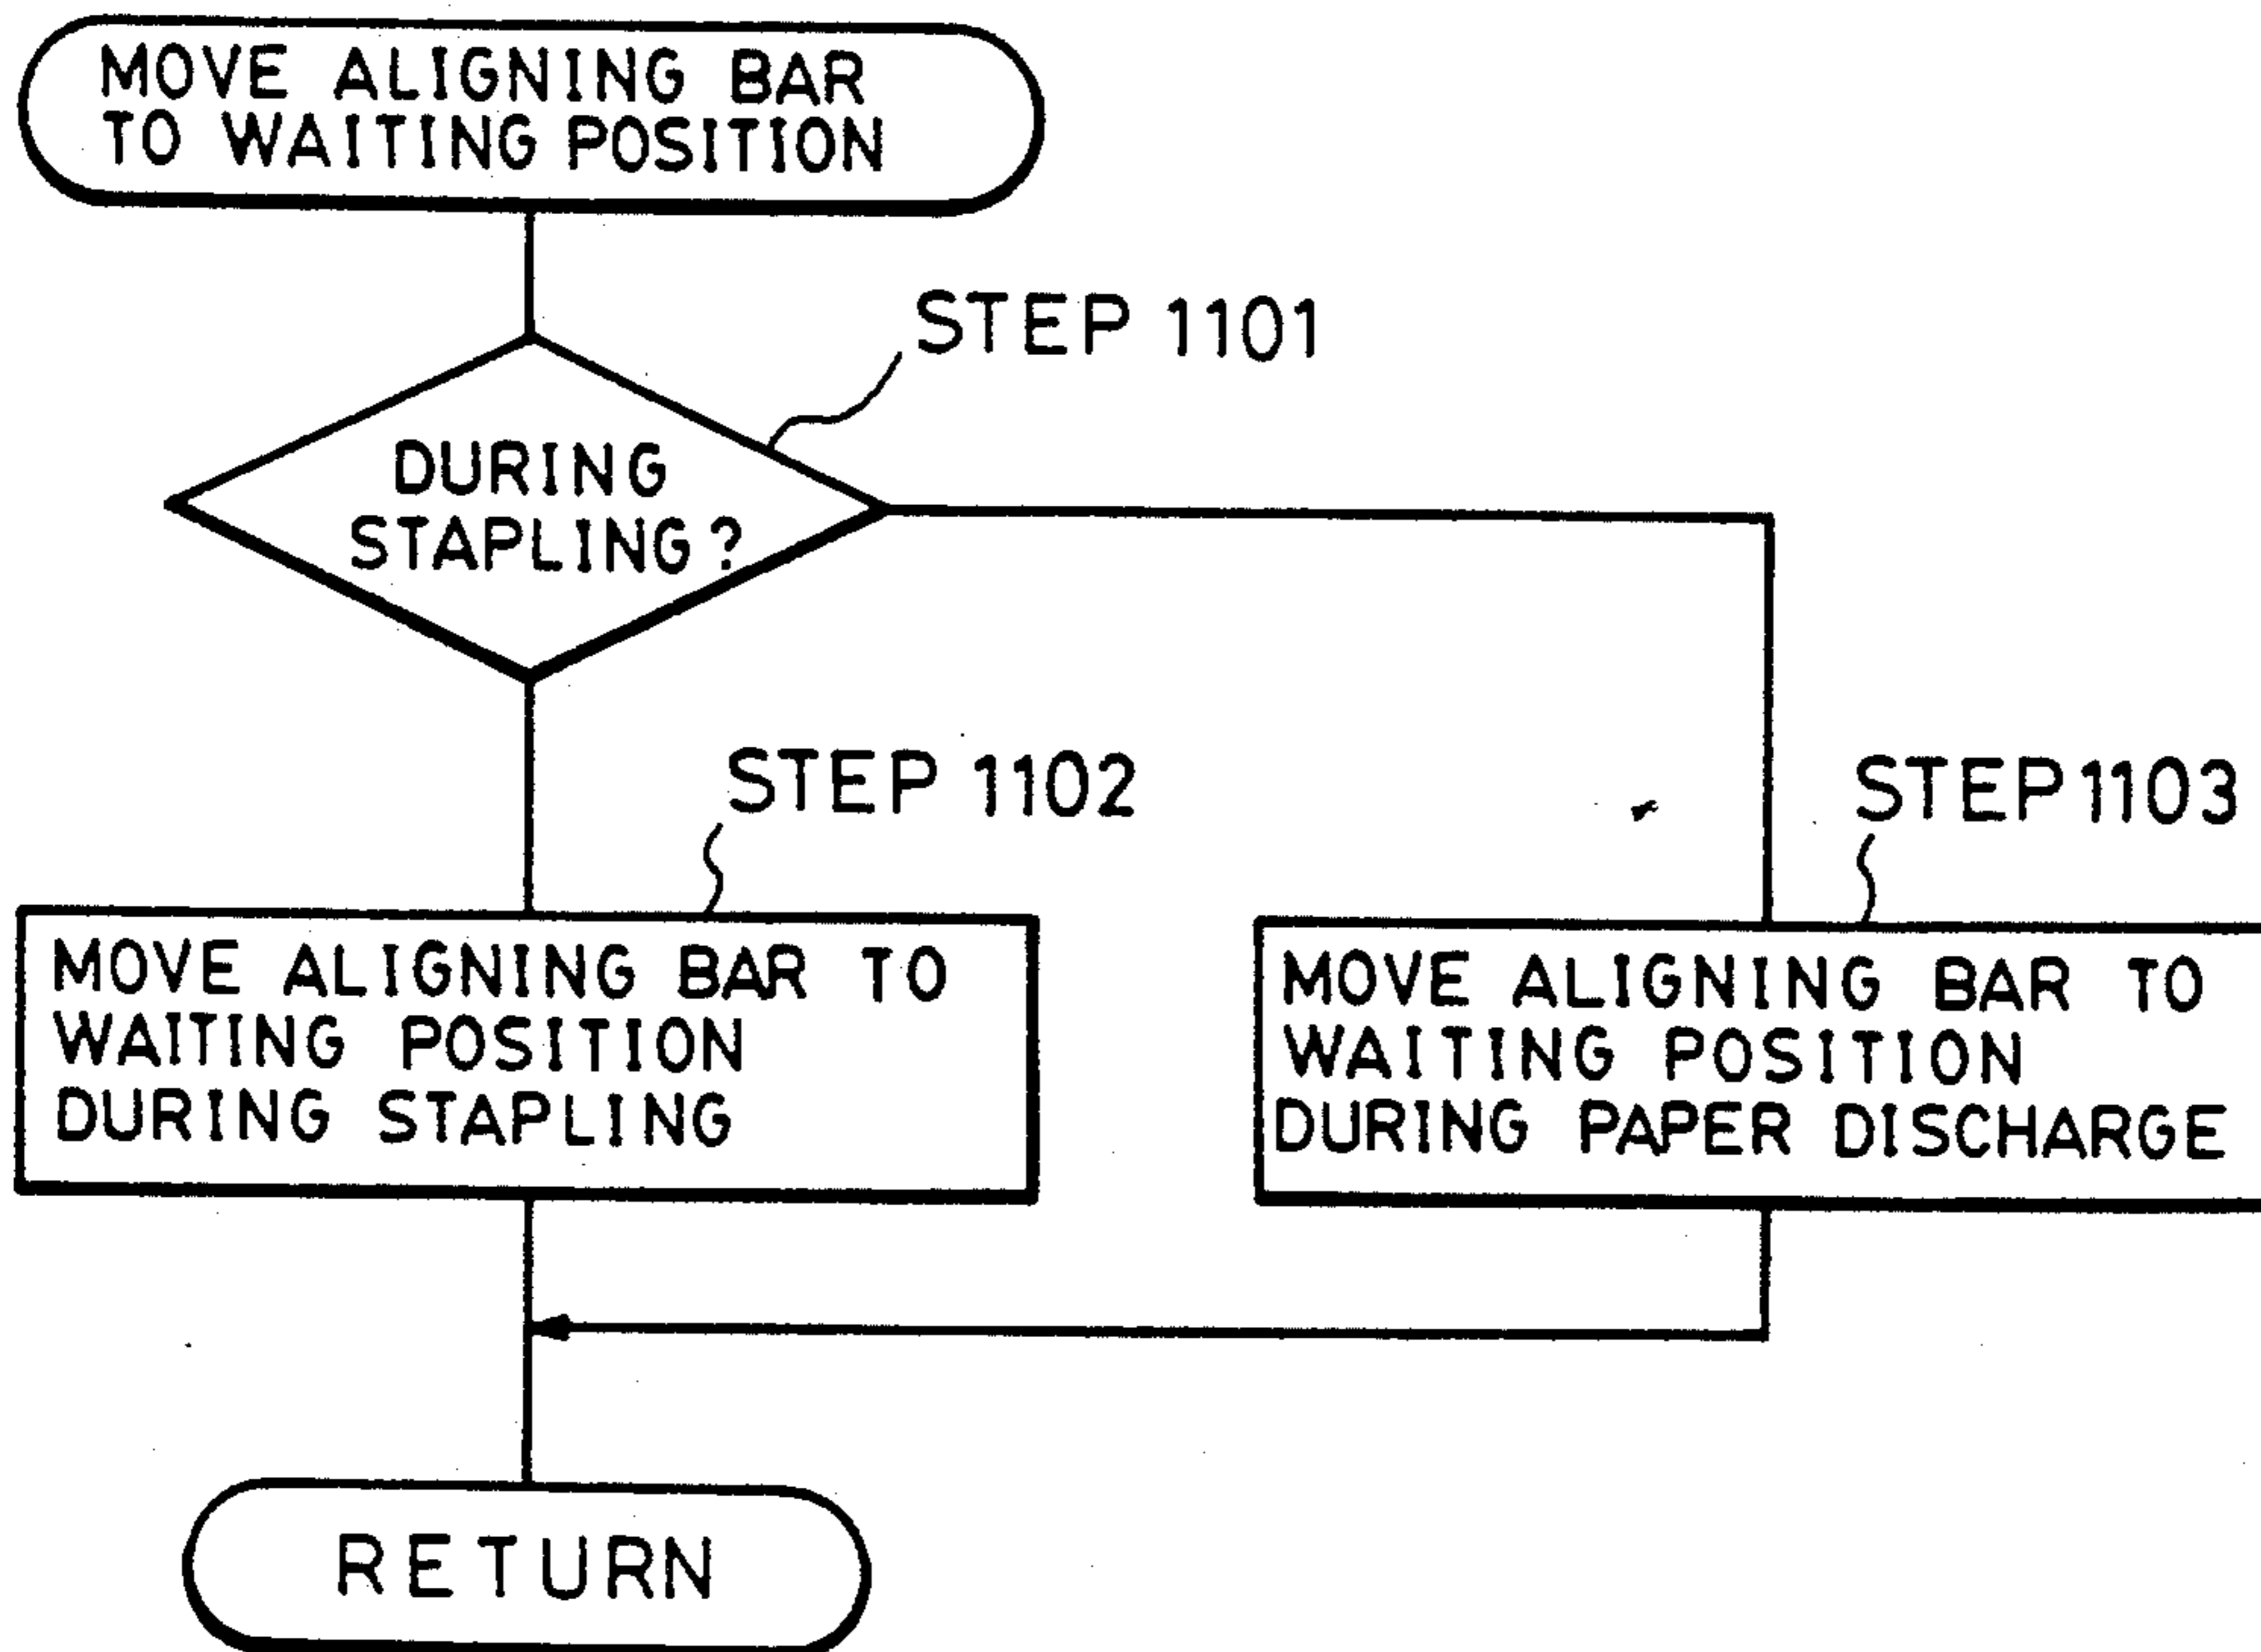 MOVE ALIGNING BAR
TO WAITING POSITION
STEP 1101
DURING
STAPLING?
STEP 1102
MOVE ALIGNING BAR TO
WAITING POSITION
DURING STAPLING
STEP 1103
MOVE ALIGNING BAR TO
WAITING POSITION
DURING PAPER DISCHARGE
RETURN